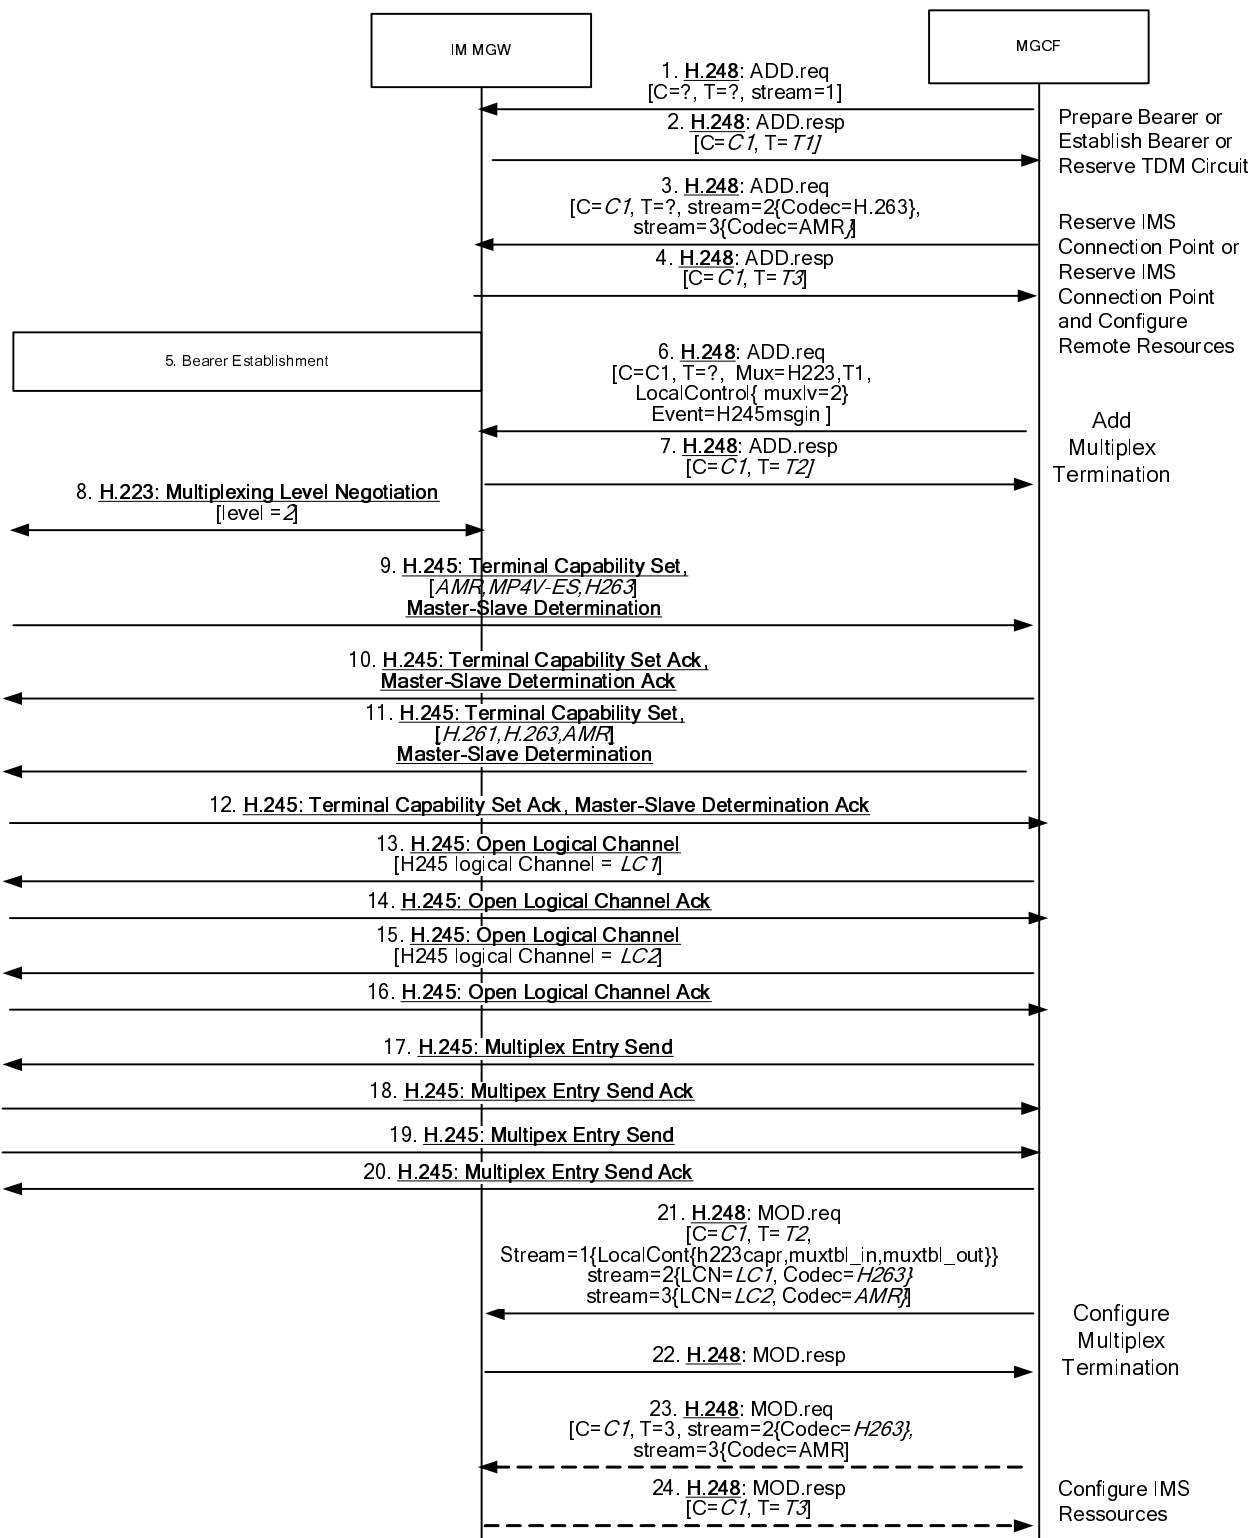 IM MGW
MGCF
1. H.248: ADD.req
[C=?, T=?, stream=1]
2. H.248: ADD.resp
[C=C1, T=T1]
Prepare Bearer or
Establish Bearer or
Reserve TDM Circuit
3. H.248: ADD.req
[C=C1, T=?, stream=2{Codec=H.263},
stream=3{Codec=AMR}]
4. H.248: ADD.resp
[C=C1, T=T3]
Reserve IMS
Connection Point or
Reserve IMS
Connection Point
and Configure
Remote Resources
5. Bearer Establishment
6. H.248: ADD.req
[C=C1, T=?, Mux=H223,T1,
LocalControl{ muxlv=2}
Event=H245msgin ]
7. H.248: ADD.resp
[C=C1, T=T2]
Add
Multiplex
Termination
8. H.223: Multiplexing Level Negotiation
[level =2]
9. H.245: Terminal Capability Set,
[AMR,MP4V-ES,H263]
Master-Slave Determination
10. H.245: Terminal Capability Set Ack,
Master-Slave Determination Ack
11. H.245: Terminal Capability Set,
[H.261,H.263,AMR]
Master-Slave Determination
12. H.245: Terminal Capability Set Ack, Master-Slave Determination Ack
13. H.245: Open Logical Channel
[H245 logical Channel = LC1]
14. H.245: Open Logical Channel Ack
15. H.245: Open Logical Channel
[H245 logical Channel = LC2]
16. H.245: Open Logical Channel Ack
17. H.245: Multiplex Entry Send
18. H.245: Multipex Entry Send Ack
19. H.245: Multipex Entry Send
20. H.245: Multiplex Entry Send Ack
21. H.248: MOD.req
[C=C1, T=T2,
Stream=1{LocalCont{h223capr,muxtbl_in,muxtbl_out}}
stream=2{LCN=LC1, Codec=H263}
stream=3{LCN=LC2, Codec=AMR}]
Configure
Multiplex
Termination
22. H.248: MOD.resp
23. H.248: MOD.req
[C=C1, T=3, stream=2{Codec=H263},
stream=3{Codec=AMR]
24. H.248: MOD.resp
[C=C1, T=T3]
Configure IMS
Ressources